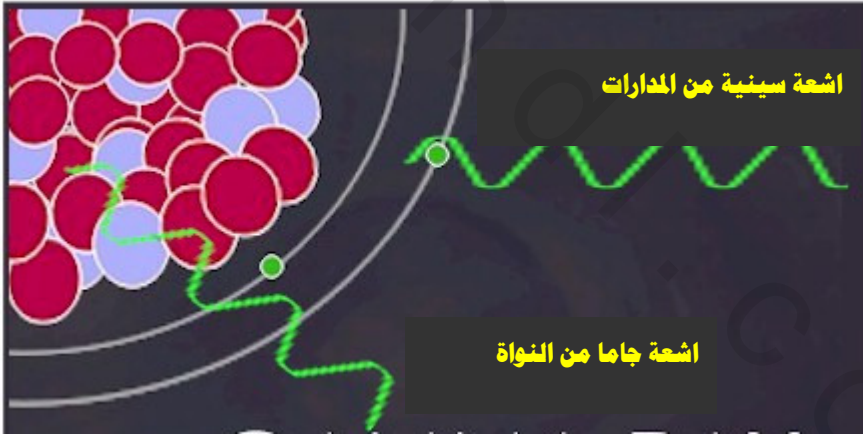 اشعة سينية من المدارات
اشعة جاما من النواة